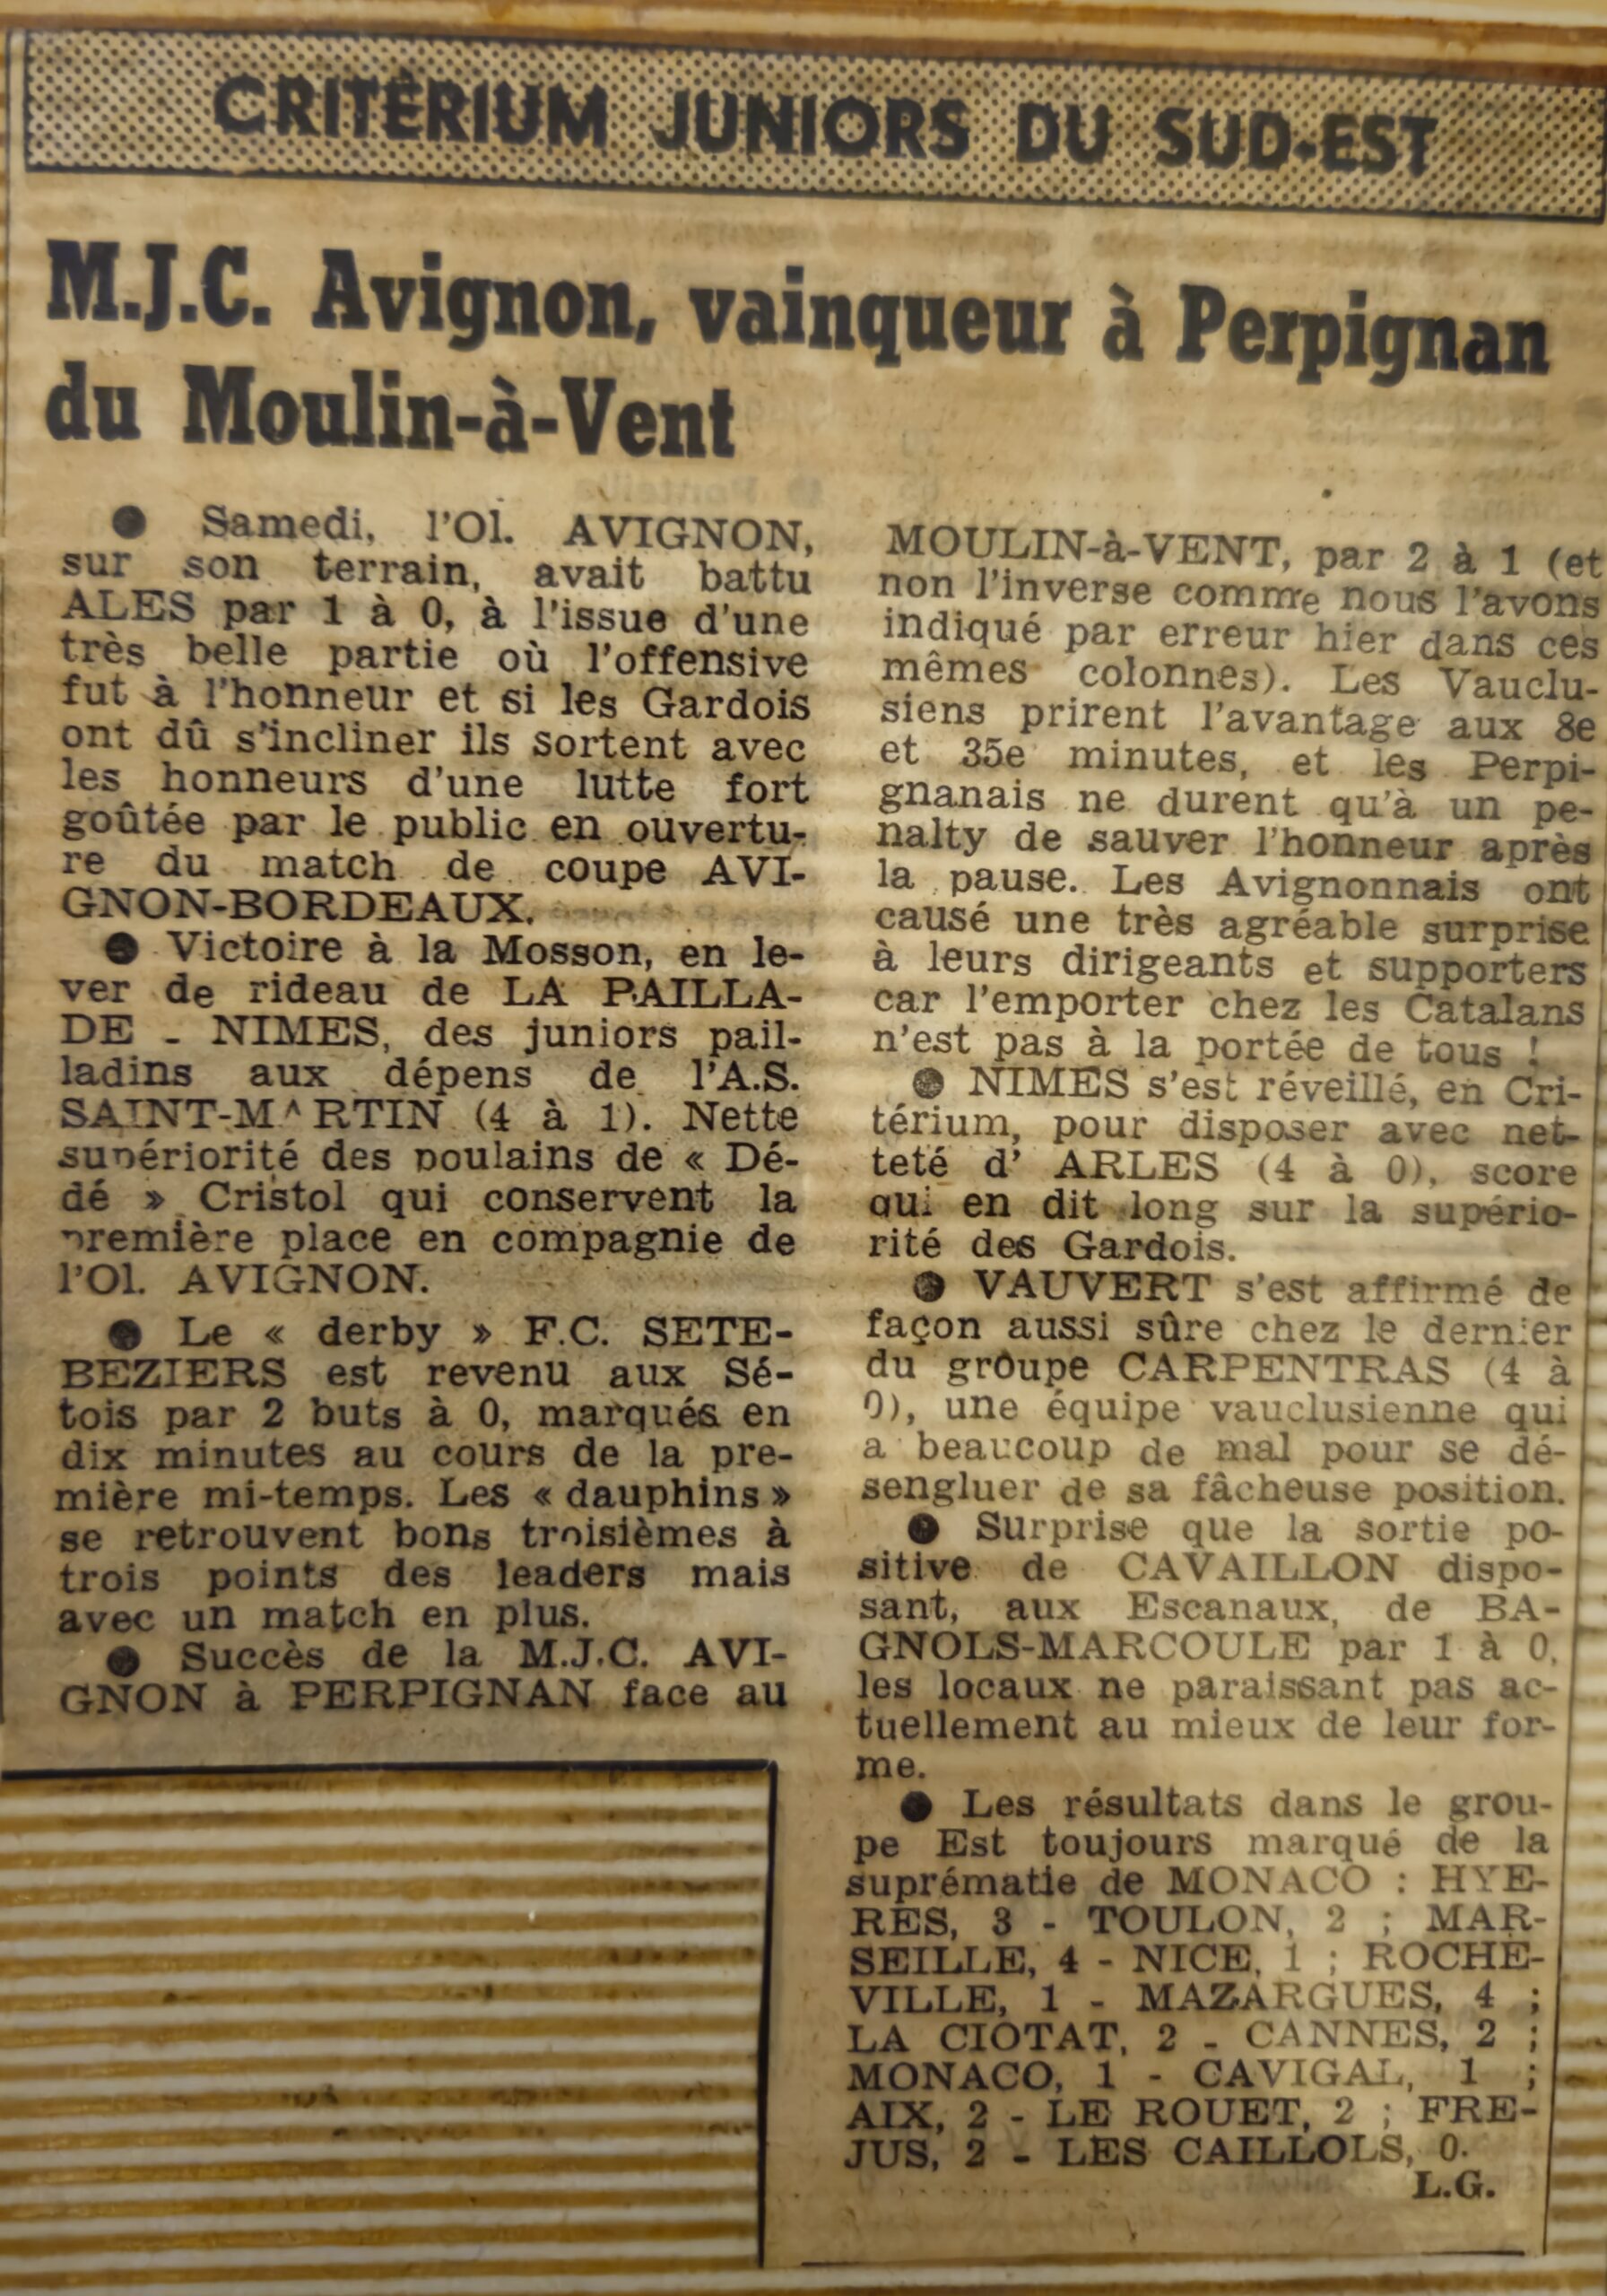 CRITÉRIUM JUNIORS DU SUD-EST
M.J.C. Avignon, vainqueur à Perpignan
du Moulin-à-Vent
● Samedi, l'Ol. AVIGNON,
sur son terrain, avait battu
ALES par 1 à 0, à l'issue d'une
très belle partie où l'offensive
fut à l'honneur et si les Gardois
ont dû s'incliner ils sortent avec
les honneurs d'une lutte fort
goûtée par le public en ouvertu-
re du match de coupe AVI-
GNON-BORDEAUX.
● Victoire à la Mosson, en le-
ver de rideau de LA PAILLA-
DE - NIMES, des juniors pail-
ladins aux dépens de l'A.S.
SAINT-M^RTIN (4 à 1). Nette
supériorité des poulains de « Dé-
dé » Cristol qui conservent la
première place en compagnie de
l'Ol. AVIGNON.
● Le « derby » F.C. SETE-
BEZIERS est revenu aux Sé-
tois par 2 buts à 0, marqués en
dix minutes au cours de la pre-
mière mi-temps. Les « dauphins »
se retrouvent bons troisièmes à
trois points des leaders mais
avec un match en plus.
● Succès de la M.J.C. AVI-
GNON à PERPIGNAN face au
MOULIN-à-VENT, par 2 à 1 (et
non l'inverse comme nous l'avons
indiqué par erreur hier dans ces
mêmes colonnes). Les Vauclu-
siens prirent l'avantage aux 8e
et 35e minutes, et les Perpi-
gnanais ne durent qu'à un pe-
nalty de sauver l'honneur après
la pause. Les Avignonnais ont
causé une très agréable surprise
à leurs dirigeants et supporters
car l'emporter chez les Catalans
n'est pas à la portée de tous !
● NIMES s'est réveillé, en Cri-
térium, pour disposer avec net-
teté d' ARLES (4 à 0), score
qui en dit long sur la supério-
rité des Gardois.
● VAUVERT s'est affirmé de
façon aussi sûre chez le dernier
du groupe CARPENTRAS (4 à
0), une équipe vauclusienne qui
a beaucoup de mal pour se dé-
sengluer de sa fâcheuse position.
● Surprise que la sortie po-
sitive de CAVAILLON dispo-
sant, aux Escanaux, de BA-
GNOLS-MARCOULE par 1 à 0,
les locaux ne paraissant pas ac-
tuellement au mieux de leur for-
me.
● Les résultats dans le grou-
pe Est toujours marqué de la
suprématie de MONACO : HYE-
RES, 3 - TOULON, 2 ; MAR-
SEILLE, 4 - NICE, 1 ; ROCHE-
VILLE, 1 - MAZARGUES, 4 ;
LA CIOTAT, 2 - CANNES, 2 ;
MONACO, 1 - CAVIGAL, 1 ;
AIX, 2 - LE ROUET, 2 ; FRE-
JUS, 2 - LES CAILLOLS, 0.
L.G.